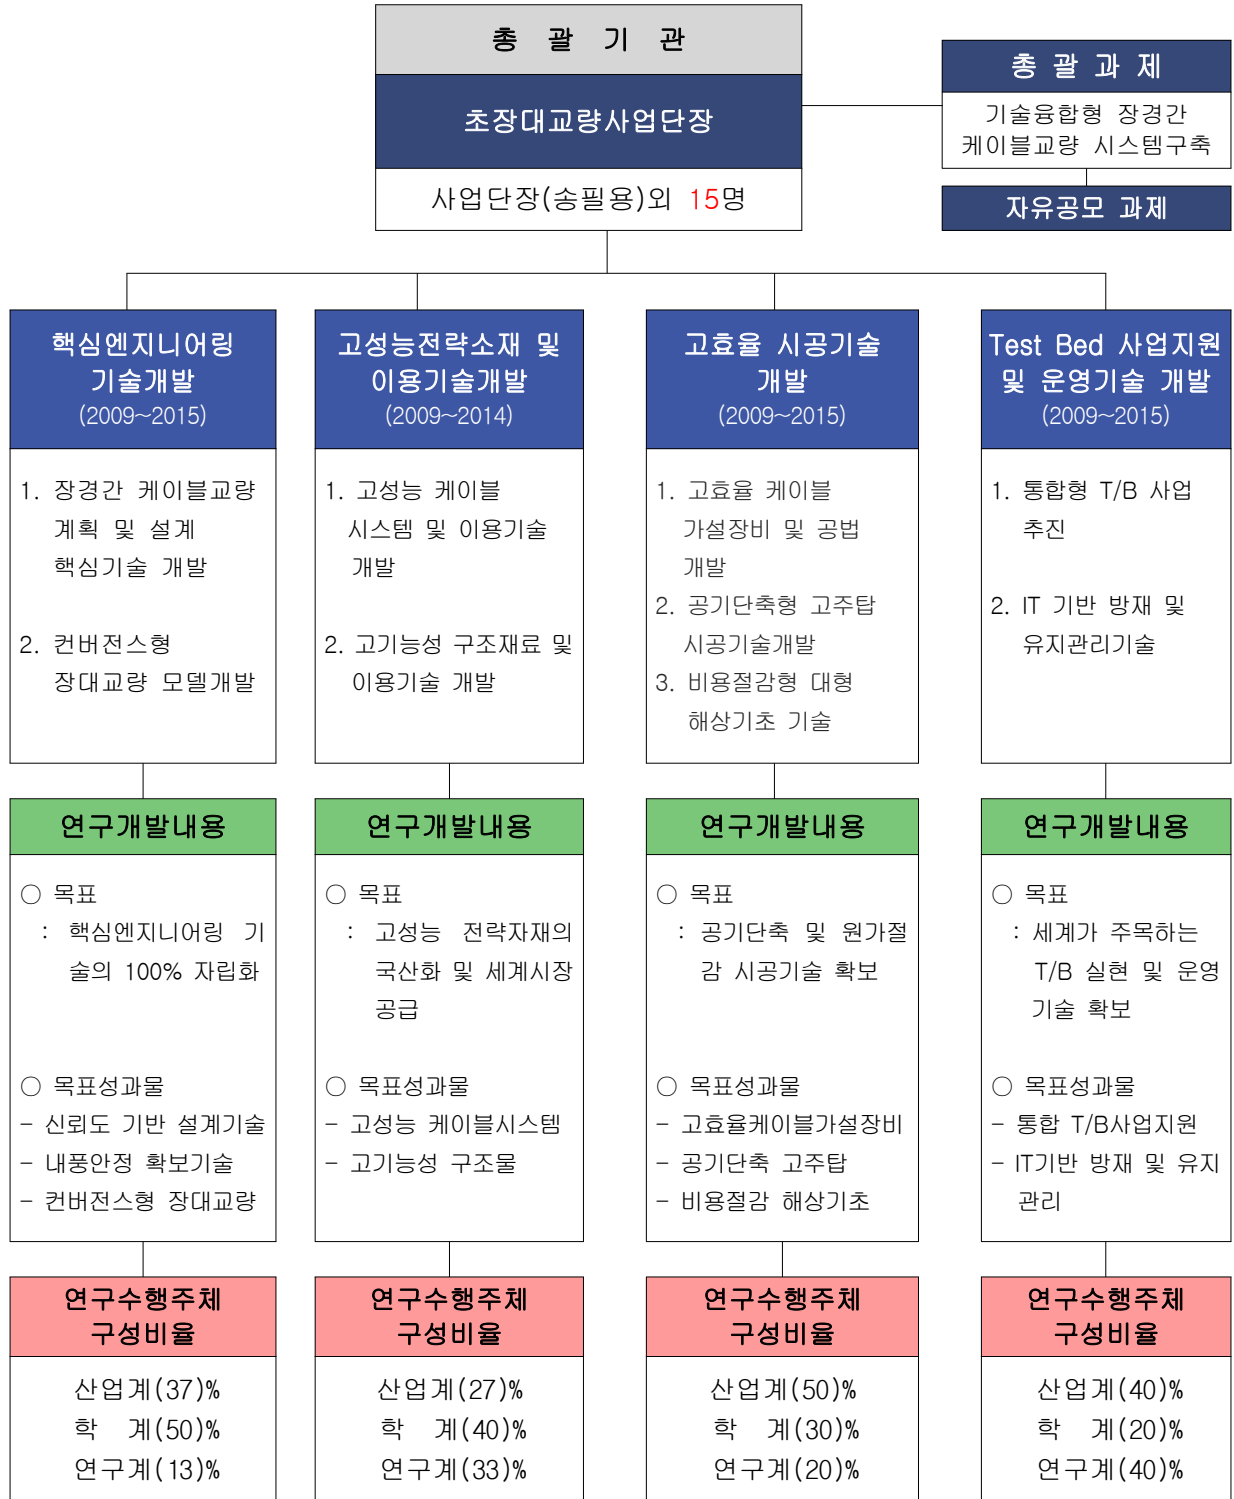 총 괄 기 관
초장대교량사업단장
사업단장(송필용)외 15명
총 괄 과 제
기술융합형 장경간
케이블교량 시스템구축
자유공모 과제
핵심엔지니어링
기술개발
(2009~2015)
1. 장경간 케이블교량
계획 및 설계
핵심기술 개발
2. 컨버전스형
장대교량 모델개발
연구개발내용
○ 목표
: 핵심엔지니어링 기
술의 100% 자립화
○ 목표성과물
- 신뢰도 기반 설계기술
- 내풍안정 확보기술
- 컨버전스형 장대교량
연구수행주체
구성비율
산업계(37)%
학 계(50)%
연구계(13)%
고성능전략소재 및
이용기술개발
(2009~2014)
1. 고성능 케이블
시스템 및 이용기술
개발
2. 고기능성 구조재료 및
이용기술 개발
연구개발내용
○ 목표
: 고성능 전략자재의
국산화 및 세계시장
공급
○ 목표성과물
- 고성능 케이블시스템
- 고기능성 구조물
연구수행주체
구성비율
산업계(27)%
학 계(40)%
연구계(33)%
고효율 시공기술
개발
(2009~2015)
1. 고효율 케이블
가설장비 및 공법
개발
2. 공기단축형 고주탑
시공기술개발
3. 비용절감형 대형
해상기초 기술
연구개발내용
○ 목표
: 공기단축 및 원가절
감 시공기술 확보
○ 목표성과물
- 고효율케이블가설장비
- 공기단축 고주탑
- 비용절감 해상기초
연구수행주체
구성비율
산업계(50)%
학 계(30)%
연구계(20)%
Test Bed 사업지원
및 운영기술 개발
(2009~2015)
1. 통합형 T/B 사업
추진
2. IT 기반 방재 및
유지관리기술
연구개발내용
○ 목표
: 세계가 주목하는
T/B 실현 및 운영
기술 확보
○ 목표성과물
- 통합 T/B사업지원
- IT기반 방재 및 유지
관리
연구수행주체
구성비율
산업계(40)%
학 계(20)%
연구계(40)%